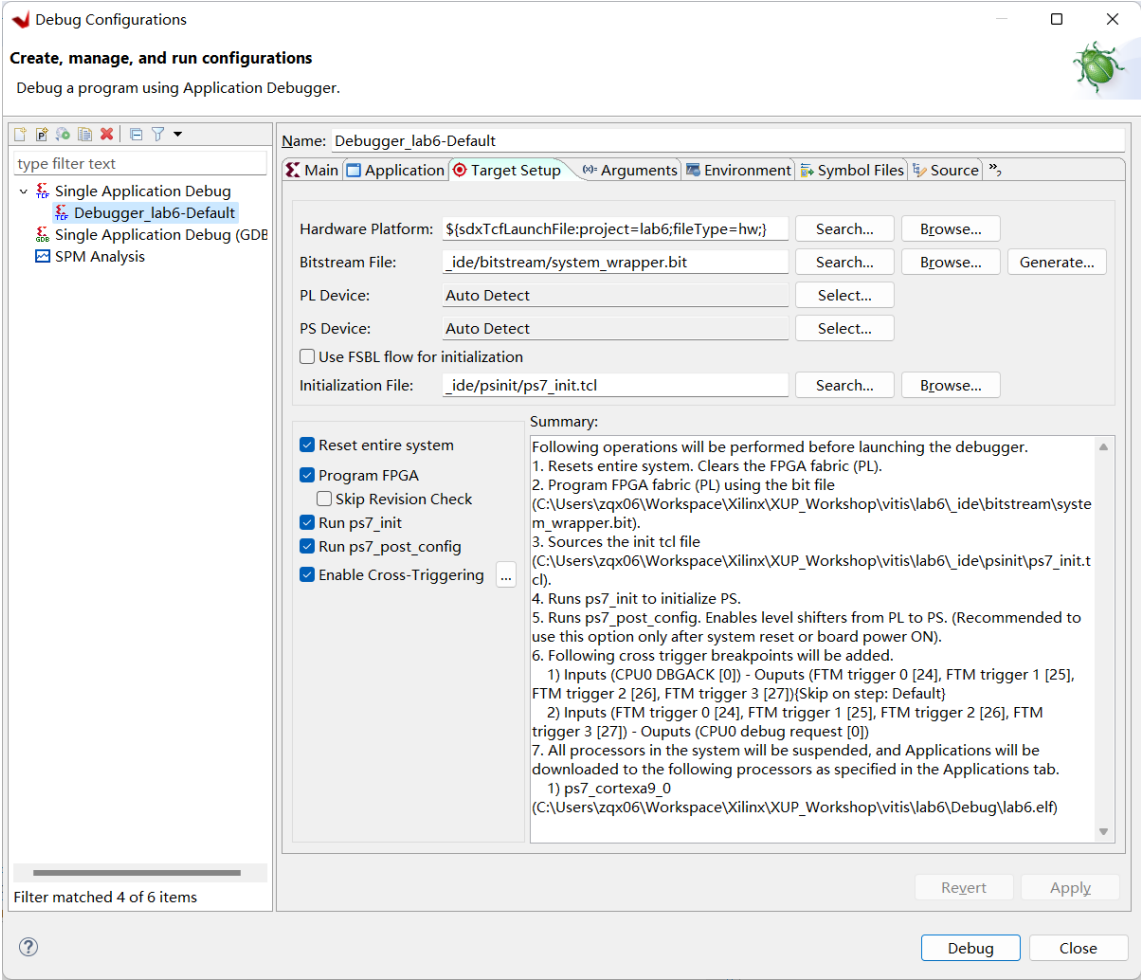 Debug Configurations
Create, manage, and run configurations
Debug a program using Application Debugger.
type filter text
Single Application Debug
Debugger_lab6-Default
Single Application Debug (GDB
SPM Analysis
Filter matched 4 of 6 items
Name: Debugger_lab6-Default
Main Application Target Setup Arguments Environment Symbol Files Source »2
Hardware Platform: ${sdxTcfLaunchFile:project=lab6;fileType=hw;} Search... Browse...
Bitstream File: _ide/bitstream/system_wrapper.bit Search... Browse... Generate...
PL Device: Auto Detect Select...
PS Device: Auto Detect Select...
Use FSBL flow for initialization
Initialization File: _ide/psinit/ps7_init.tcl Search... Browse...
Reset entire system
Program FPGA
Skip Revision Check
Run ps7_init
Run ps7_post_config
Enable Cross-Triggering ...
Summary:
Following operations will be performed before launching the debugger.
1. Resets entire system. Clears the FPGA fabric (PL).
2. Program FPGA fabric (PL) using the bit file
(C:\Users\zqx06\Workspace\Xilinx\XUP_Workshop\vitis\lab6\_ide\bitstream\syste
m_wrapper.bit).
3. Sources the init tcl file
(C:\Users\zqx06\Workspace\Xilinx\XUP_Workshop\vitis\lab6\_ide\psinit\ps7_init.t
cl).
4. Runs ps7_init to initialize PS.
5. Runs ps7_post_config. Enables level shifters from PL to PS. (Recommended to
use this option only after system reset or board power ON).
6. Following cross trigger breakpoints will be added.
1) Inputs (CPU0 DBGACK [0]) - Ouputs (FTM trigger 0 [24], FTM trigger 1 [25],
FTM trigger 2 [26], FTM trigger 3 [27]){Skip on step: Default}
2) Inputs (FTM trigger 0 [24], FTM trigger 1 [25], FTM trigger 2 [26], FTM
trigger 3 [27]) - Ouputs (CPU0 debug request [0])
7. All processors in the system will be suspended, and Applications will be
downloaded to the following processors as specified in the Applications tab.
1) ps7_cortexa9_0
(C:\Users\zqx06\Workspace\Xilinx\XUP_Workshop\vitis\lab6\Debug\lab6.elf)
Revert Apply
Debug Close